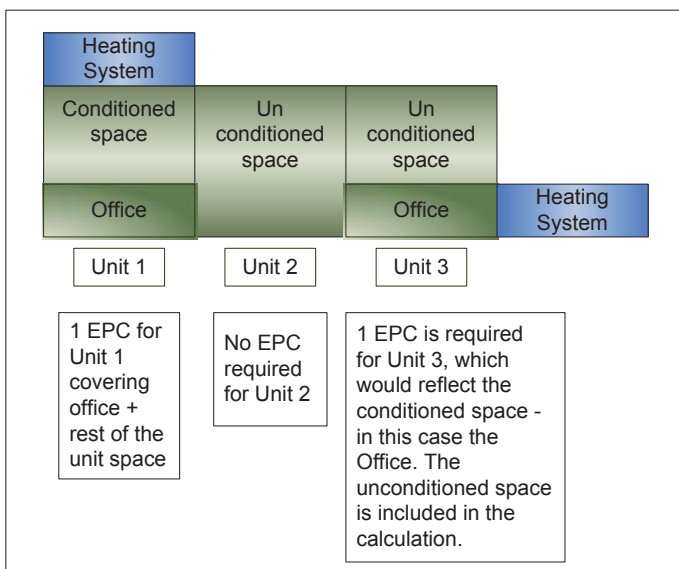 Heating
System
Conditioned
space
Un
conditioned
space
Un
conditioned
space
Office
Office
Heating
System
Unit 1
Unit 2
Unit 3
1 EPC for
Unit 1
covering
office +
rest of the
unit space
No EPC
required
for Unit 2
1 EPC is required
for Unit 3, which
would reflect the
conditioned space -
in this case the
Office. The
unconditioned space
is included in the
calculation.